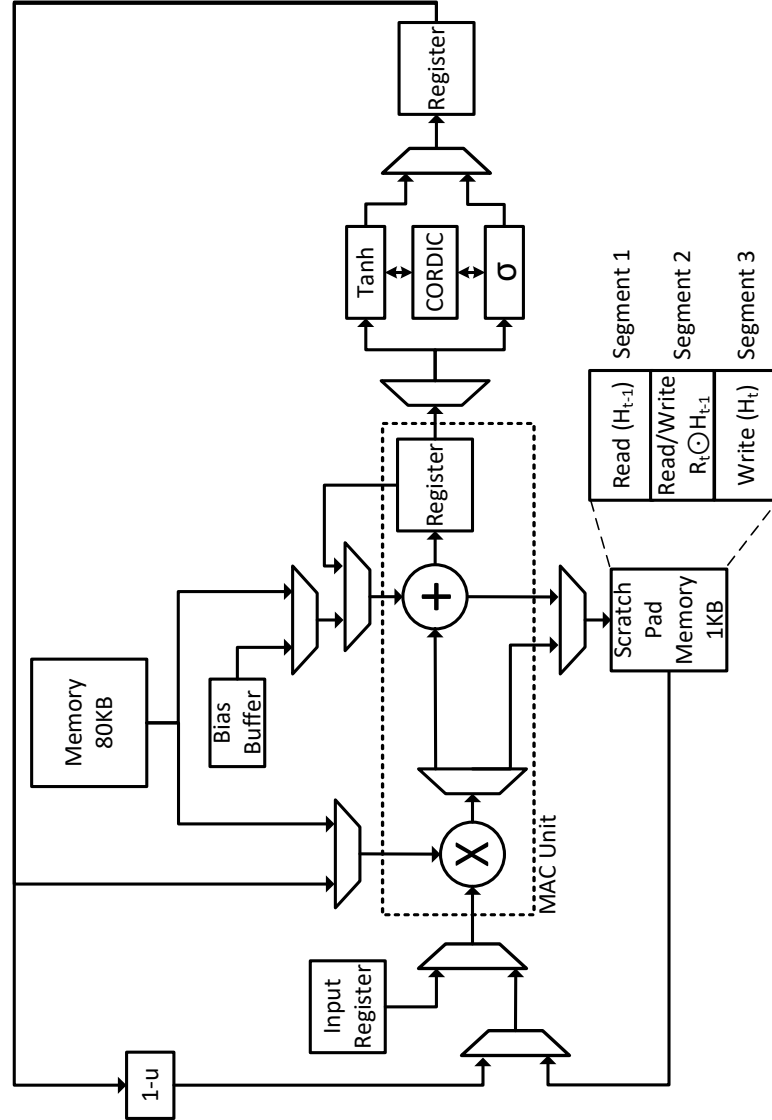 1-u
Input
Register
Memory
80KB
Bias
Buffer
X
MAC Unit
+
Register
Tanh
CORDIC
σ
Register
Scratch
Pad
Memory
1KB
Read (Hₜ₋₁)
Segment 1
Read/Write
Rₜ⊙Hₜ₋₁
Segment 2
Write (Hₜ)
Segment 3